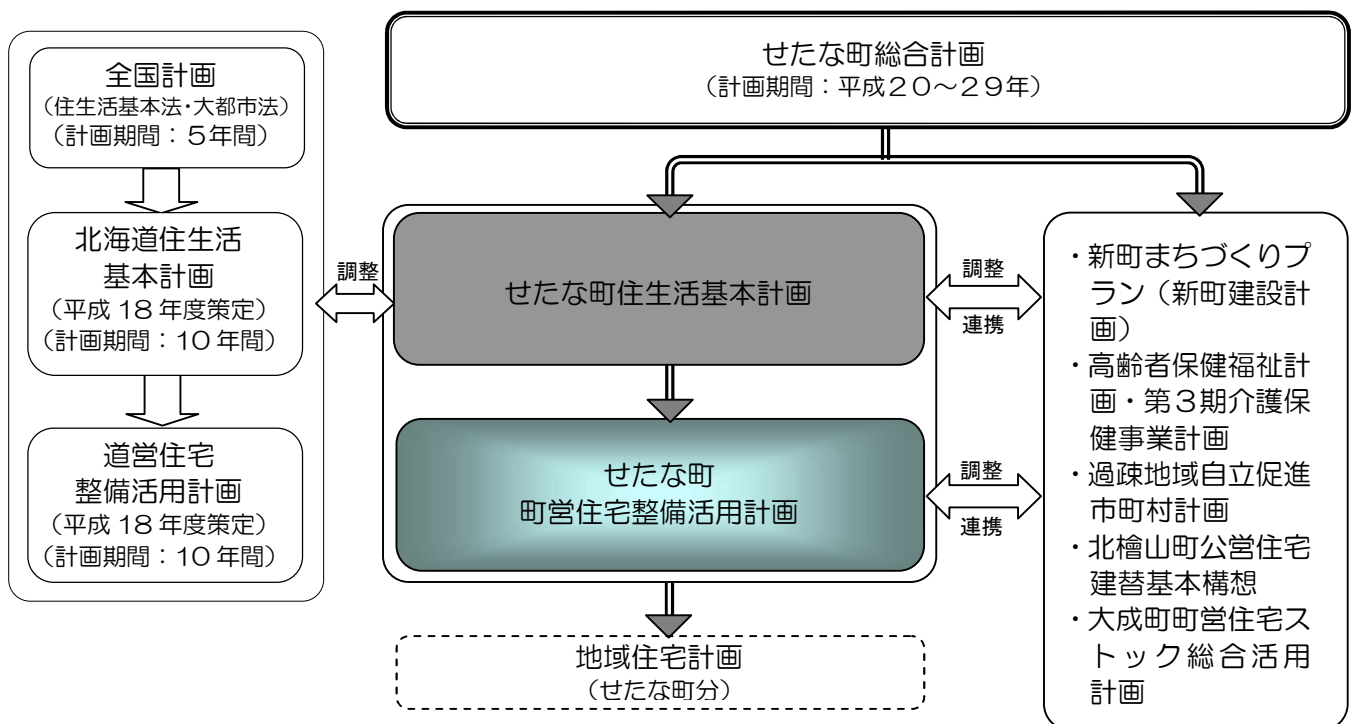 全国計画
（住生活基本法・大都市法）
（計画期間：５年間）
北海道住生活
基本計画
（平成 18 年度策定）
（計画期間：10 年間）
道営住宅
整備活用計画
（平成 18 年度策定）
（計画期間：10 年間）
せたな町総合計画
（計画期間：平成２０～２９年）
調整
せたな町住生活基本計画
調整
連携
せたな町
町営住宅整備活用計画
調整
連携
地域住宅計画
（せたな町分）
・新町まちづくりプ
ラン（新町建設計
画）
・高齢者保健福祉計
画・第３期介護保
健事業計画
・過疎地域自立促進
市町村計画
・北檜山町公営住宅
建替基本構想
・大成町町営住宅ス
トック総合活用
計画